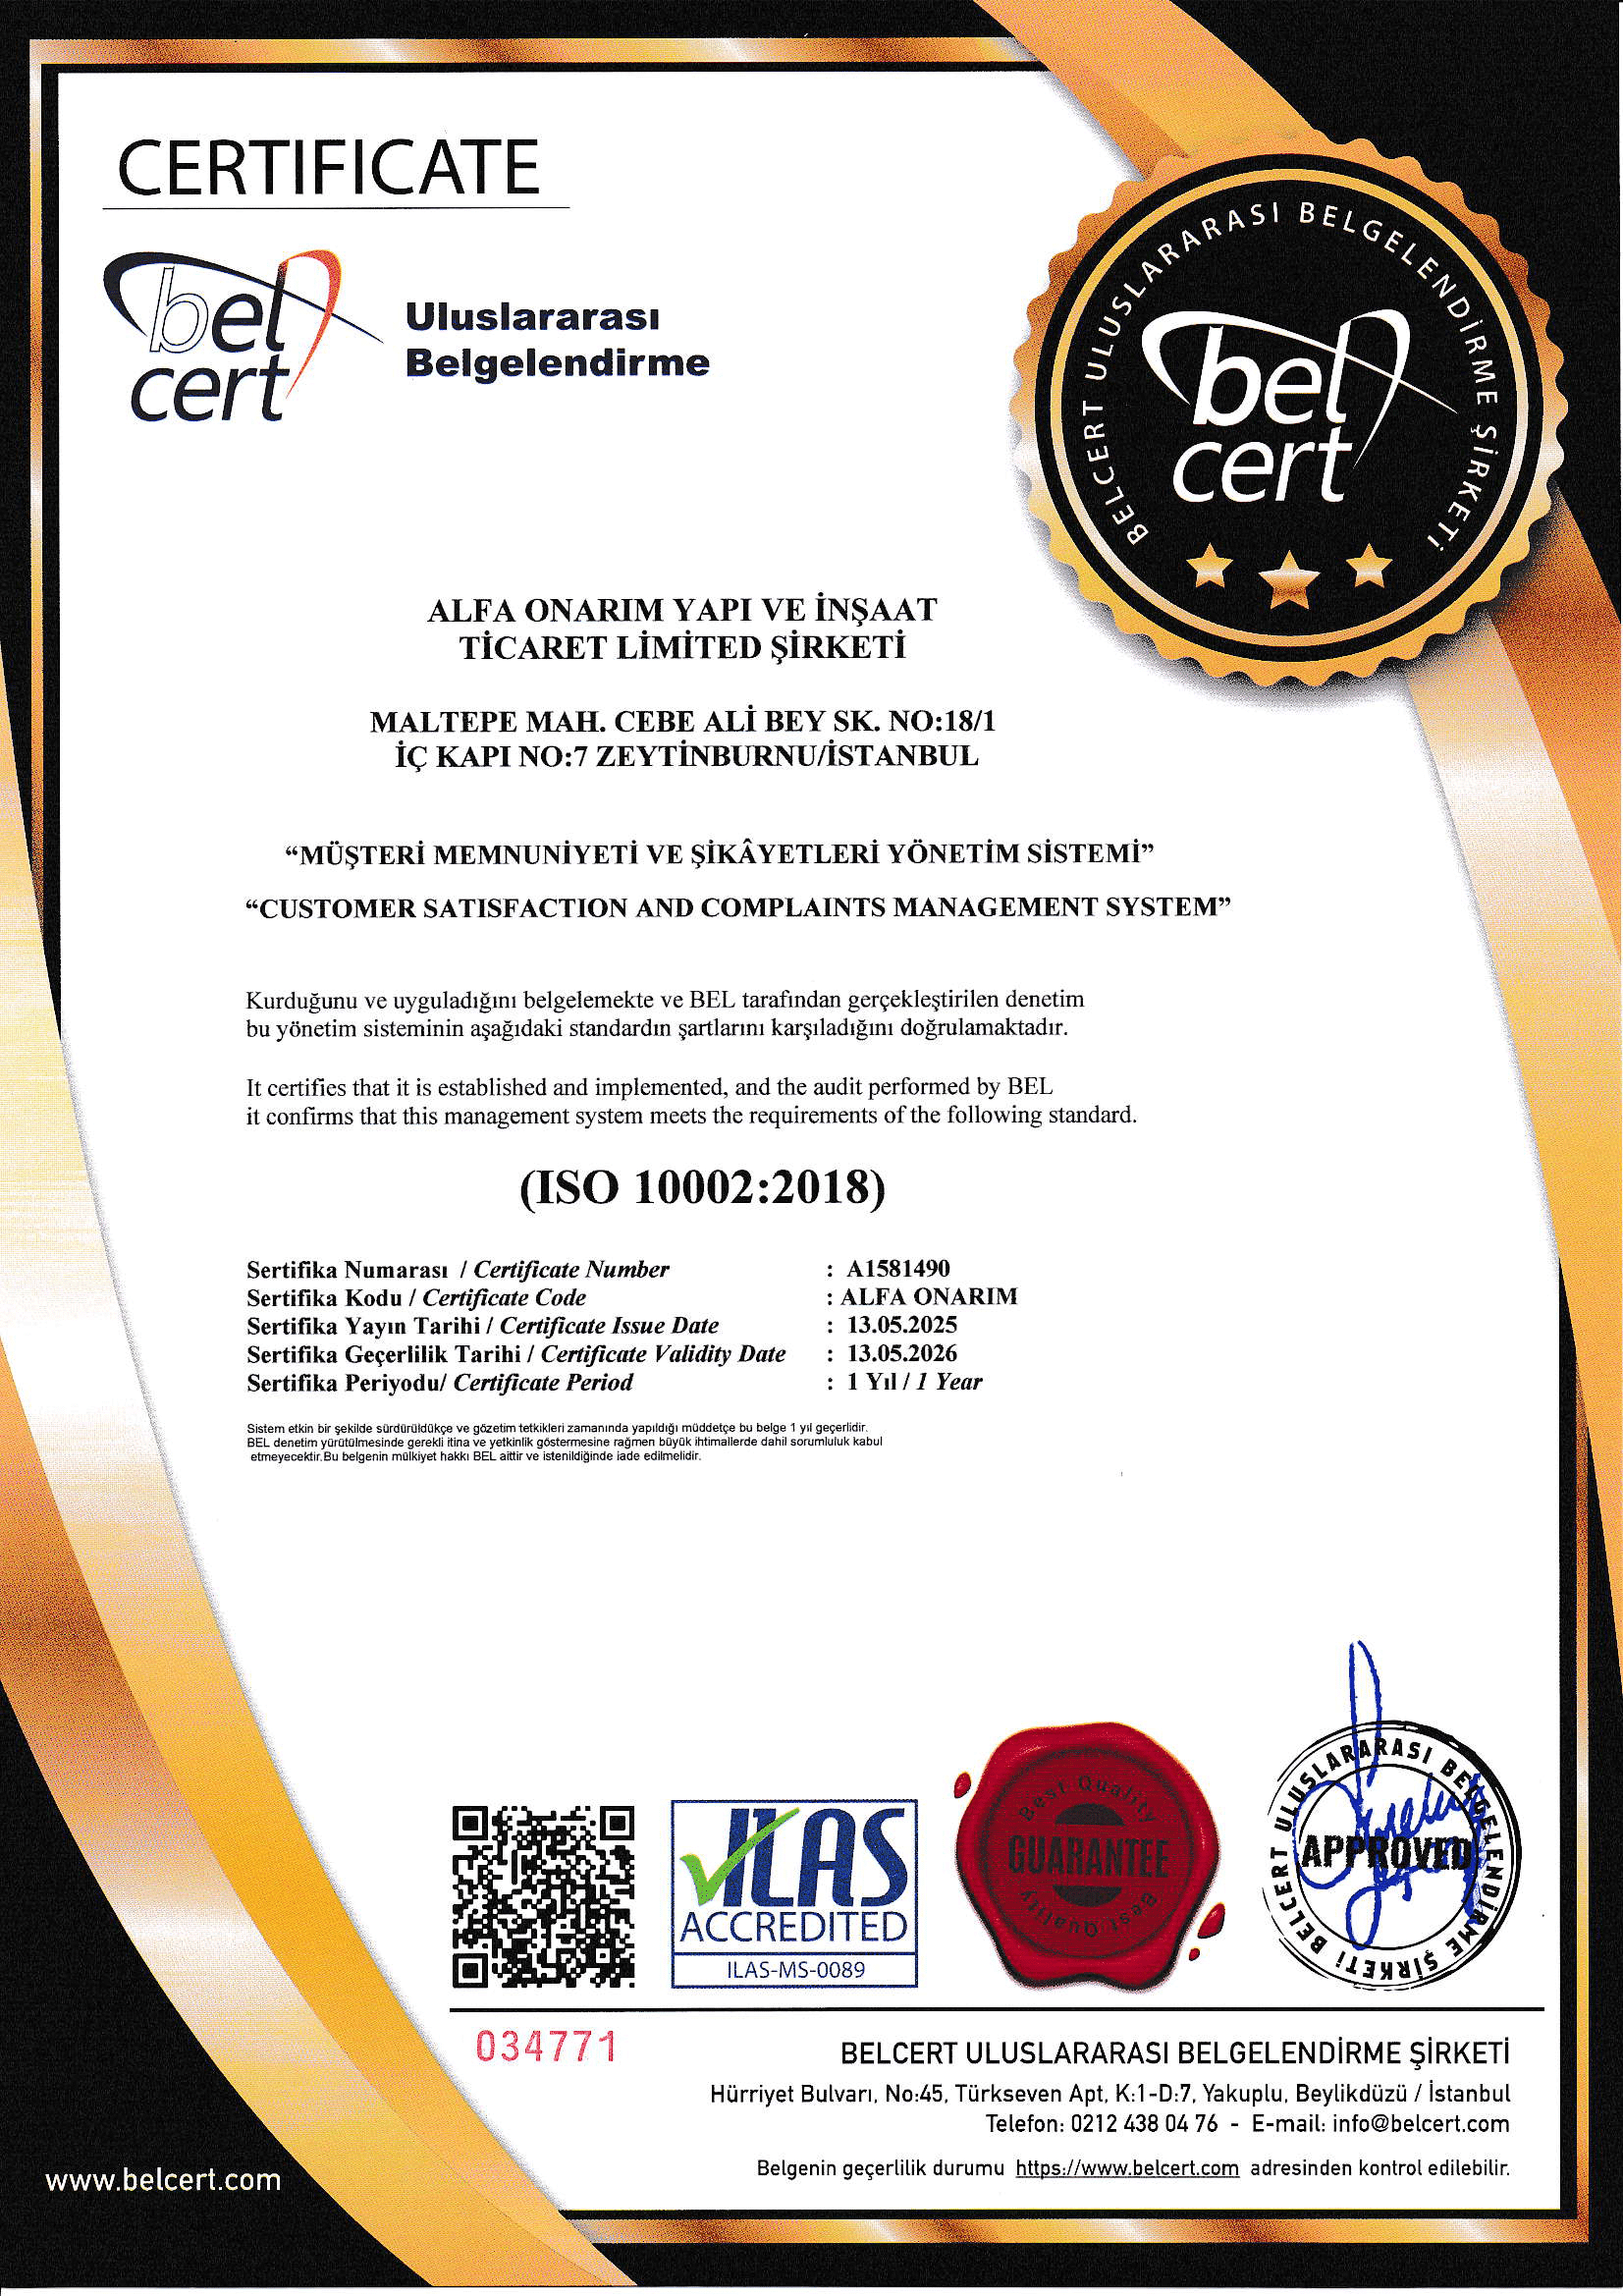 CERTIFICATE
bel
cert
Uluslararası
Belgelendirme
BELCERT ULUSLARARASI BELGELENDİRME ŞİRKETİ
bel
cert
ALFA ONARIM YAPI VE İNŞAAT
TİCARET LİMİTED ŞİRKETİ
MALTEPE MAH. CEBE ALİ BEY SK. NO:18/1
İÇ KAPI NO:7 ZEYTİNBURNU/İSTANBUL
“MÜŞTERİ MEMNUNİYETİ VE ŞİKÂYETLERİ YÖNETİM SİSTEMİ”
“CUSTOMER SATISFACTION AND COMPLAINTS MANAGEMENT SYSTEM”
Kurduğunu ve uyguladığını belgelemekte ve BEL tarafından gerçekleştirilen denetim
bu yönetim sisteminin aşağıdaki standardın şartlarını karşıladığını doğrulamaktadır.
It certifies that it is established and implemented, and the audit performed by BEL
it confirms that this management system meets the requirements of the following standard.
(ISO 10002:2018)
Sertifika Numarası / Certificate Number : A1581490
Sertifika Kodu / Certificate Code : ALFA ONARIM
Sertifika Yayın Tarihi / Certificate Issue Date : 13.05.2025
Sertifika Geçerlilik Tarihi / Certificate Validity Date : 13.05.2026
Sertifika Periyodu/ Certificate Period : 1 Yıl / 1 Year
Sistem etkin bir şekilde sürdürüldükçe ve gözetim tetkikleri zamanında yapıldığı müddetçe bu belge 1 yıl geçerlidir.
BEL denetim yürütülmesinde gerekli itina ve yetkinlik göstermesine rağmen büyük ihtimallerde dahil sorumluluk kabul
etmeyecektir.Bu belgenin mülkiyet hakkı BEL aittir ve istenildiğinde iade edilmelidir.
ILAS
ACCREDITED
ILAS-MS-0089
Best Quality
GUARANTEE
Best Quality
BELCERT ULUSLARARASI BELGELENDİRME ŞİRKETİ
APPROVED
034771
BELCERT ULUSLARARASI BELGELENDİRME ŞİRKETİ
Hürriyet Bulvarı, No:45, Türkseven Apt, K:1-D:7, Yakuplu, Beylikdüzü / İstanbul
Telefon: 0212 438 04 76 - E-mail: info@belcert.com
Belgenin geçerlilik durumu https://www.belcert.com adresinden kontrol edilebilir.
www.belcert.com